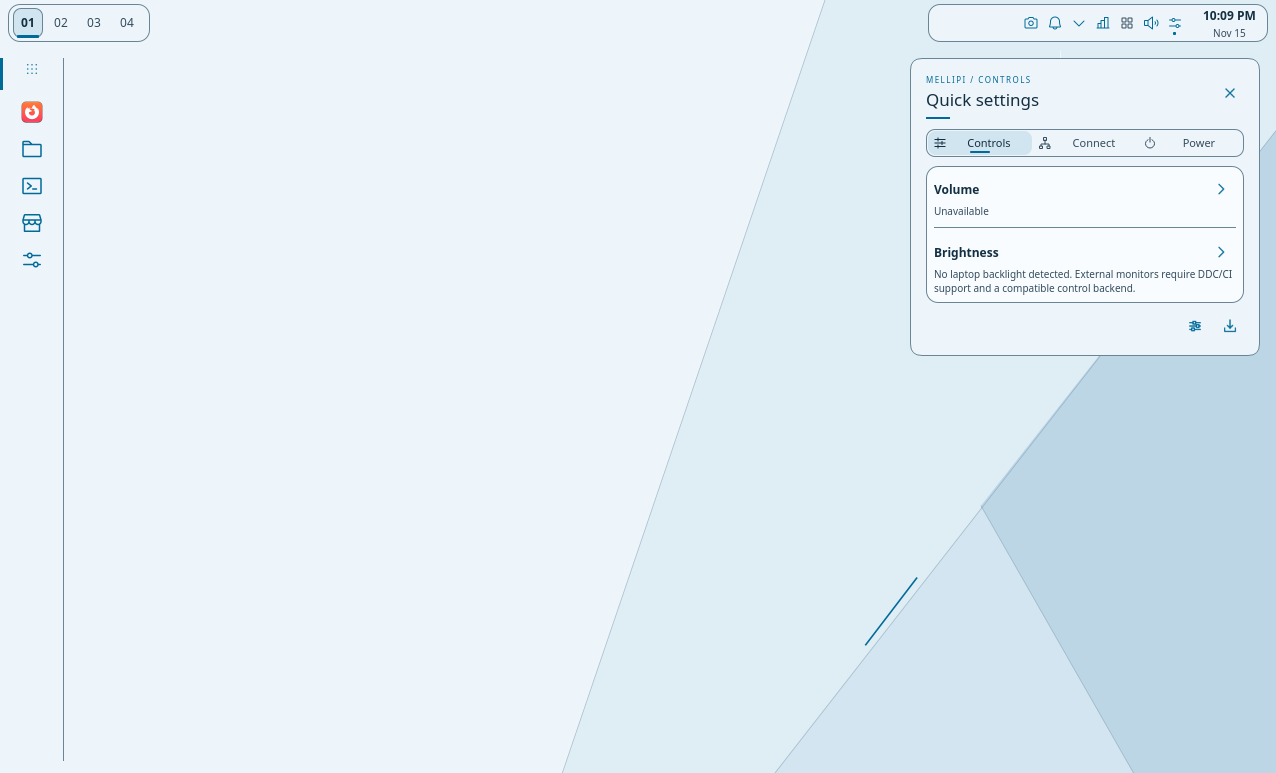 01 02 03 04
10:09 PM
Nov 15
MELLIPI / CONTROLS
Quick settings
Controls Connect Power
Volume
Unavailable
Brightness
No laptop backlight detected. External monitors require DDC/CI
support and a compatible control backend.